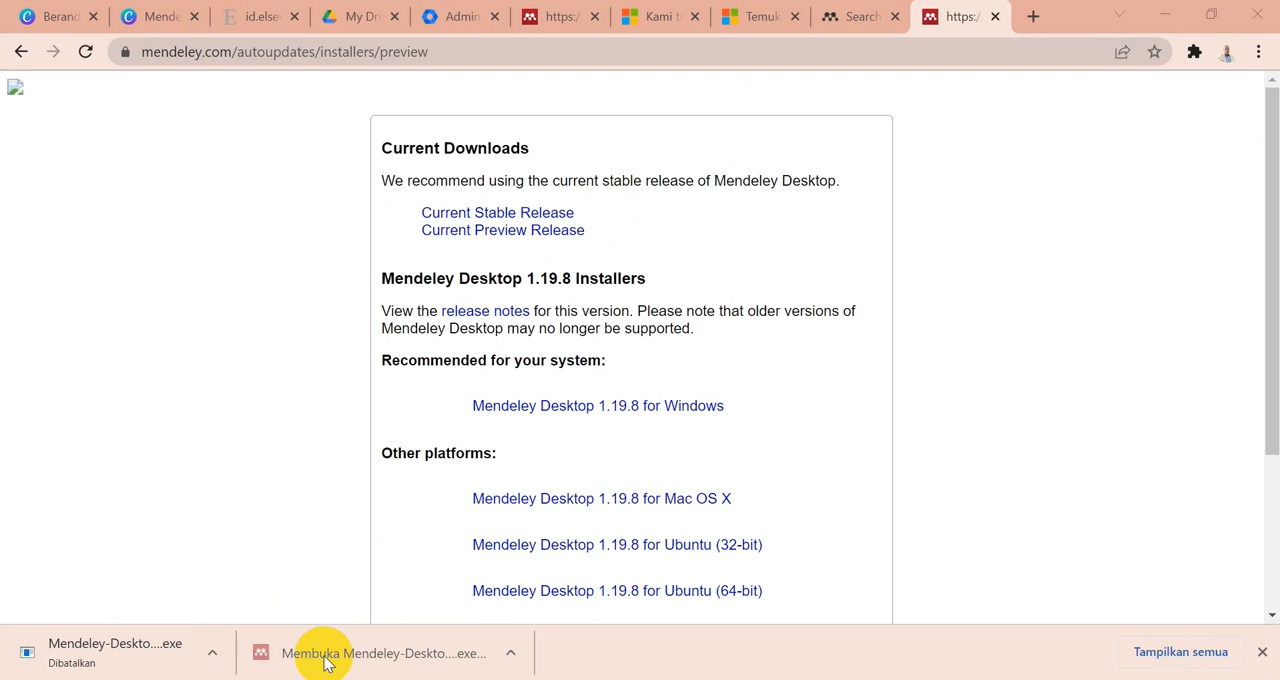 Berand
Mende
id.else
My Dri
Admin
https:/
Kami t
Temuk
Search
https:/
mendeley.com/autoupdates/installers/preview
Current Downloads
We recommend using the current stable release of Mendeley Desktop.
Current Stable Release
Current Preview Release
Mendeley Desktop 1.19.8 Installers
View the release notes for this version. Please note that older versions of
Mendeley Desktop may no longer be supported.
Recommended for your system:
Mendeley Desktop 1.19.8 for Windows
Other platforms:
Mendeley Desktop 1.19.8 for Mac OS X
Mendeley Desktop 1.19.8 for Ubuntu (32-bit)
Mendeley Desktop 1.19.8 for Ubuntu (64-bit)
Mendeley-Deskto....exe
Dibatalkan
Membuka Mendeley-Deskto....exe...
Tampilkan semua